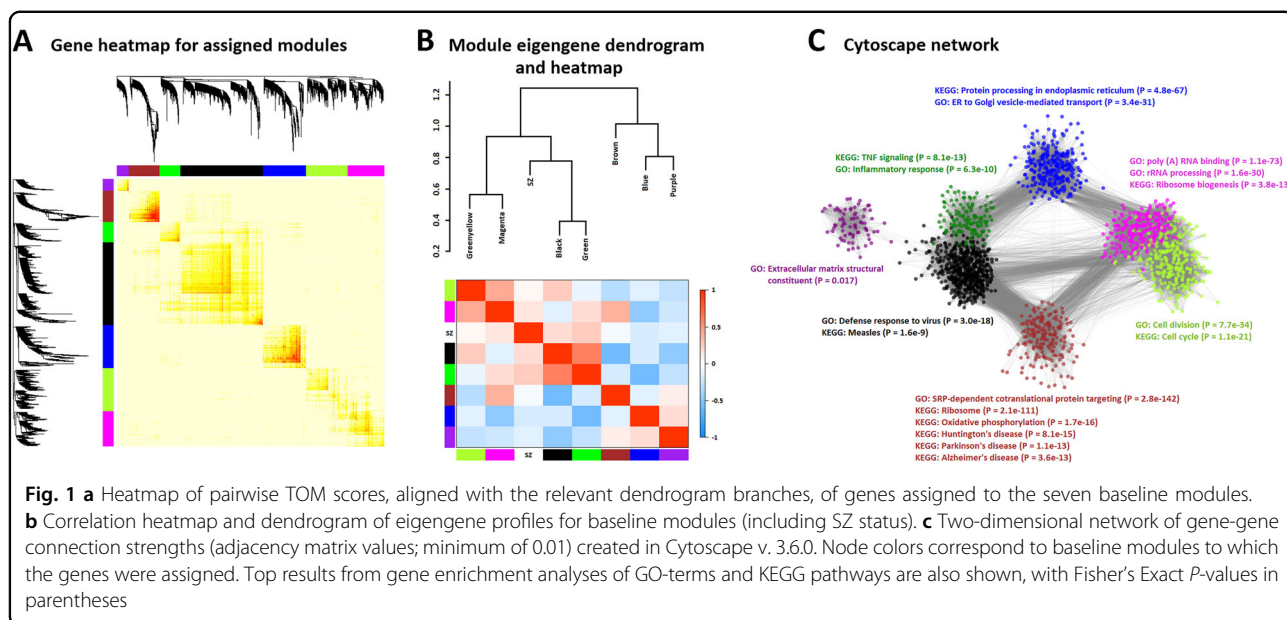 A Gene heatmap for assigned modules
B Module eigengene dendrogram
and heatmap
1.2
1.0
0.8
0.6
0.4
0.2
Greenyellow
Magenta
SZ
Black
Green
Brown
Blue
Purple
SZ
SZ
1
0.5
0
-0.5
-1
C Cytoscape network
KEGG: Protein processing in endoplasmic reticulum (P = 4.8e-67)
GO: ER to Golgi vesicle-mediated transport (P = 3.4e-31)
KEGG: TNF signaling (P = 8.1e-13)
GO: Inflammatory response (P = 6.3e-10)
GO: poly (A) RNA binding (P = 1.1e-73)
GO: rRNA processing (P = 1.6e-30)
KEGG: Ribosome biogenesis (P = 3.8e-13
GO: Extracellular matrix structural
constituent (P = 0.017)
GO: Defense response to virus (P = 3.0e-18)
KEGG: Measles (P = 1.6e-9)
GO: Cell division (P = 7.7e-34)
KEGG: Cell cycle (P = 1.1e-21)
GO: SRP-dependent cotranslational protein targeting (P = 2.8e-142)
KEGG: Ribosome (P = 2.1e-111)
KEGG: Oxidative phosphorylation (P = 1.7e-16)
KEGG: Huntington's disease (P = 8.1e-15)
KEGG: Parkinson's disease (P = 1.1e-13)
KEGG: Alzheimer's disease (P = 3.6e-13)
Fig. 1 a Heatmap of pairwise TOM scores, aligned with the relevant dendrogram branches, of genes assigned to the seven baseline modules.
b Correlation heatmap and dendrogram of eigengene profiles for baseline modules (including SZ status). c Two-dimensional network of gene-gene
connection strengths (adjacency matrix values; minimum of 0.01) created in Cytoscape v. 3.6.0. Node colors correspond to baseline modules to which
the genes were assigned. Top results from gene enrichment analyses of GO-terms and KEGG pathways are also shown, with Fisher's Exact P-values in
parentheses